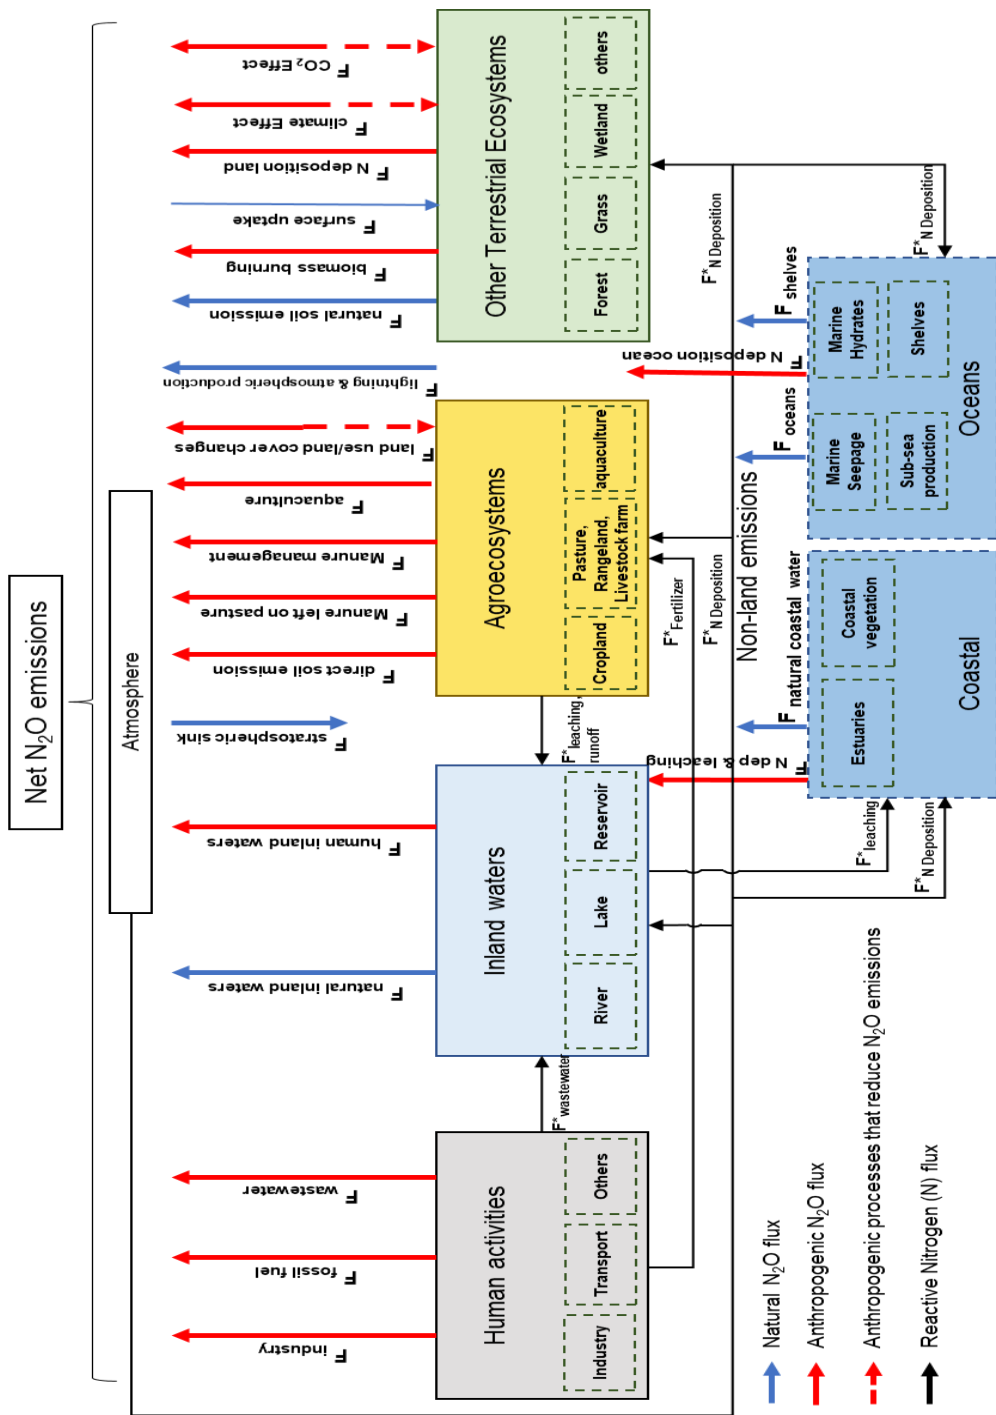 Net N₂O emissions
Atmosphere
F industry
F fossil fuel
F wastewater
F natural inland waters
F human inland waters
F stratospheric sink
F direct soil emission
F Manure left on pasture
F Manure management
F aquaculture
F land use/land cover changes
F lightning & atmospheric production
F natural soil emission
F biomass burning
F surface uptake
F N deposition land
F climate Effect
F CO₂ Effect
Human activities
Industry
Transport
Others
F*wastewater
Inland waters
River
Lake
Reservoir
F*leaching,
runoff
Agroecosystems
Cropland
Pasture,
Rangeland,
Livestock farm
aquaculture
Other Terrestrial Ecosystems
Forest
Grass
Wetland
others
F*Fertilizer
F*N Deposition
F*N Deposition
Non-land emissions
F N dep & leaching
F natural coastal water
F oceans
F N deposition ocean
F shelves
F*leaching
F*N Deposition
F*N Deposition
Estuaries
Coastal
vegetation
Coastal
Marine
Seepage
Marine
Hydrates
Sub-sea
production
Shelves
Oceans
Natural N₂O flux
Anthropogenic N₂O flux
Anthropogenic processes that reduce N₂O emissions
Reactive Nitrogen (N) flux